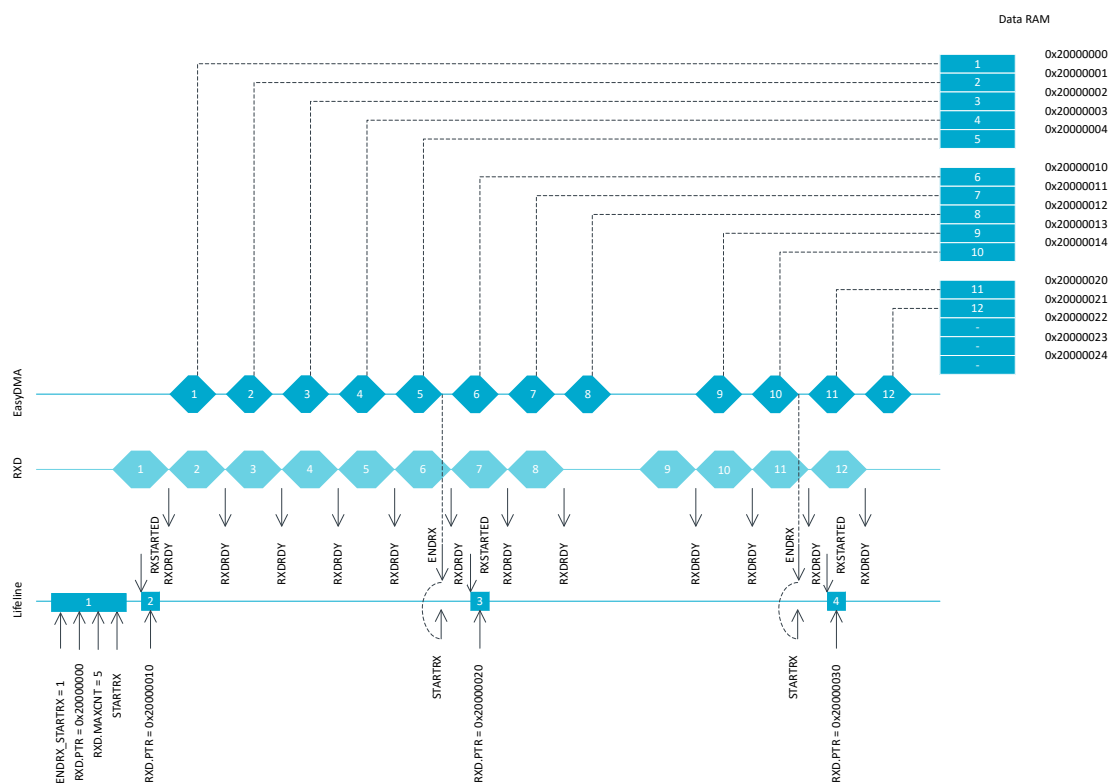 Data RAM
0x20000000
1
0x20000001
2
0x20000002
3
0x20000003
4
0x20000004
5
0x20000010
6
0x20000011
7
0x20000012
8
0x20000013
9
0x20000014
10
0x20000020
11
0x20000021
12
0x20000022
-
0x20000023
-
0x20000024
-
EasyDMA
1 2 3 4 5 6 7 8 9 10 11 12
RXD
1 2 3 4 5 6 7 8 9 10 11 12
RXSTARTED
RXDRDY
RXDRDY
RXDRDY
RXDRDY
RXDRDY
ENDRX
RXDRDY
RXSTARTED
RXDRDY
RXDRDY
RXDRDY
RXDRDY
ENDRX
RXDRDY
RXSTARTED
RXDRDY
Lifeline
1 2 3 4
ENDRX_STARTRX = 1
RXD.PTR = 0x20000000
RXD.MAXCNT = 5
STARTRX
RXD.PTR = 0x20000010
STARTRX
RXD.PTR = 0x20000020
STARTRX
RXD.PTR = 0x20000030